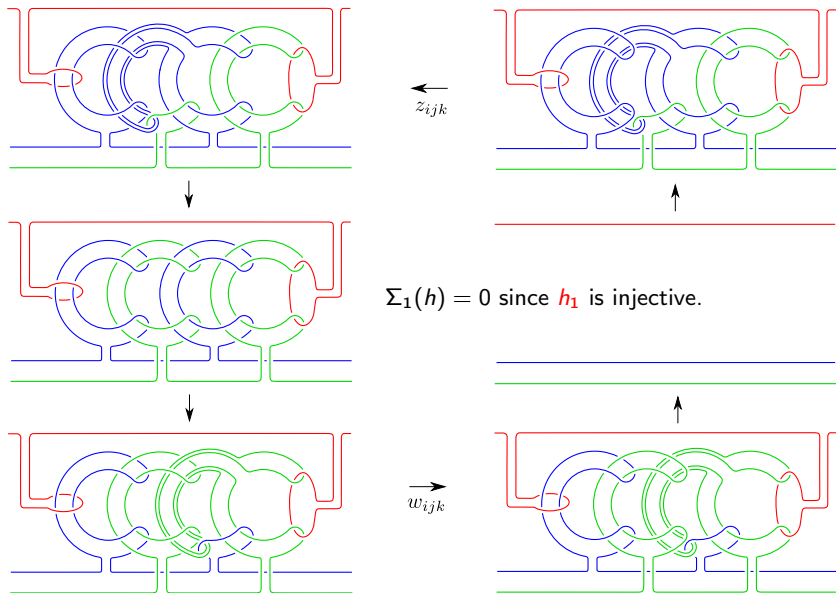 z_{ijk}
Σ₁(h) = 0 since h₁ is injective.
w_{ijk}